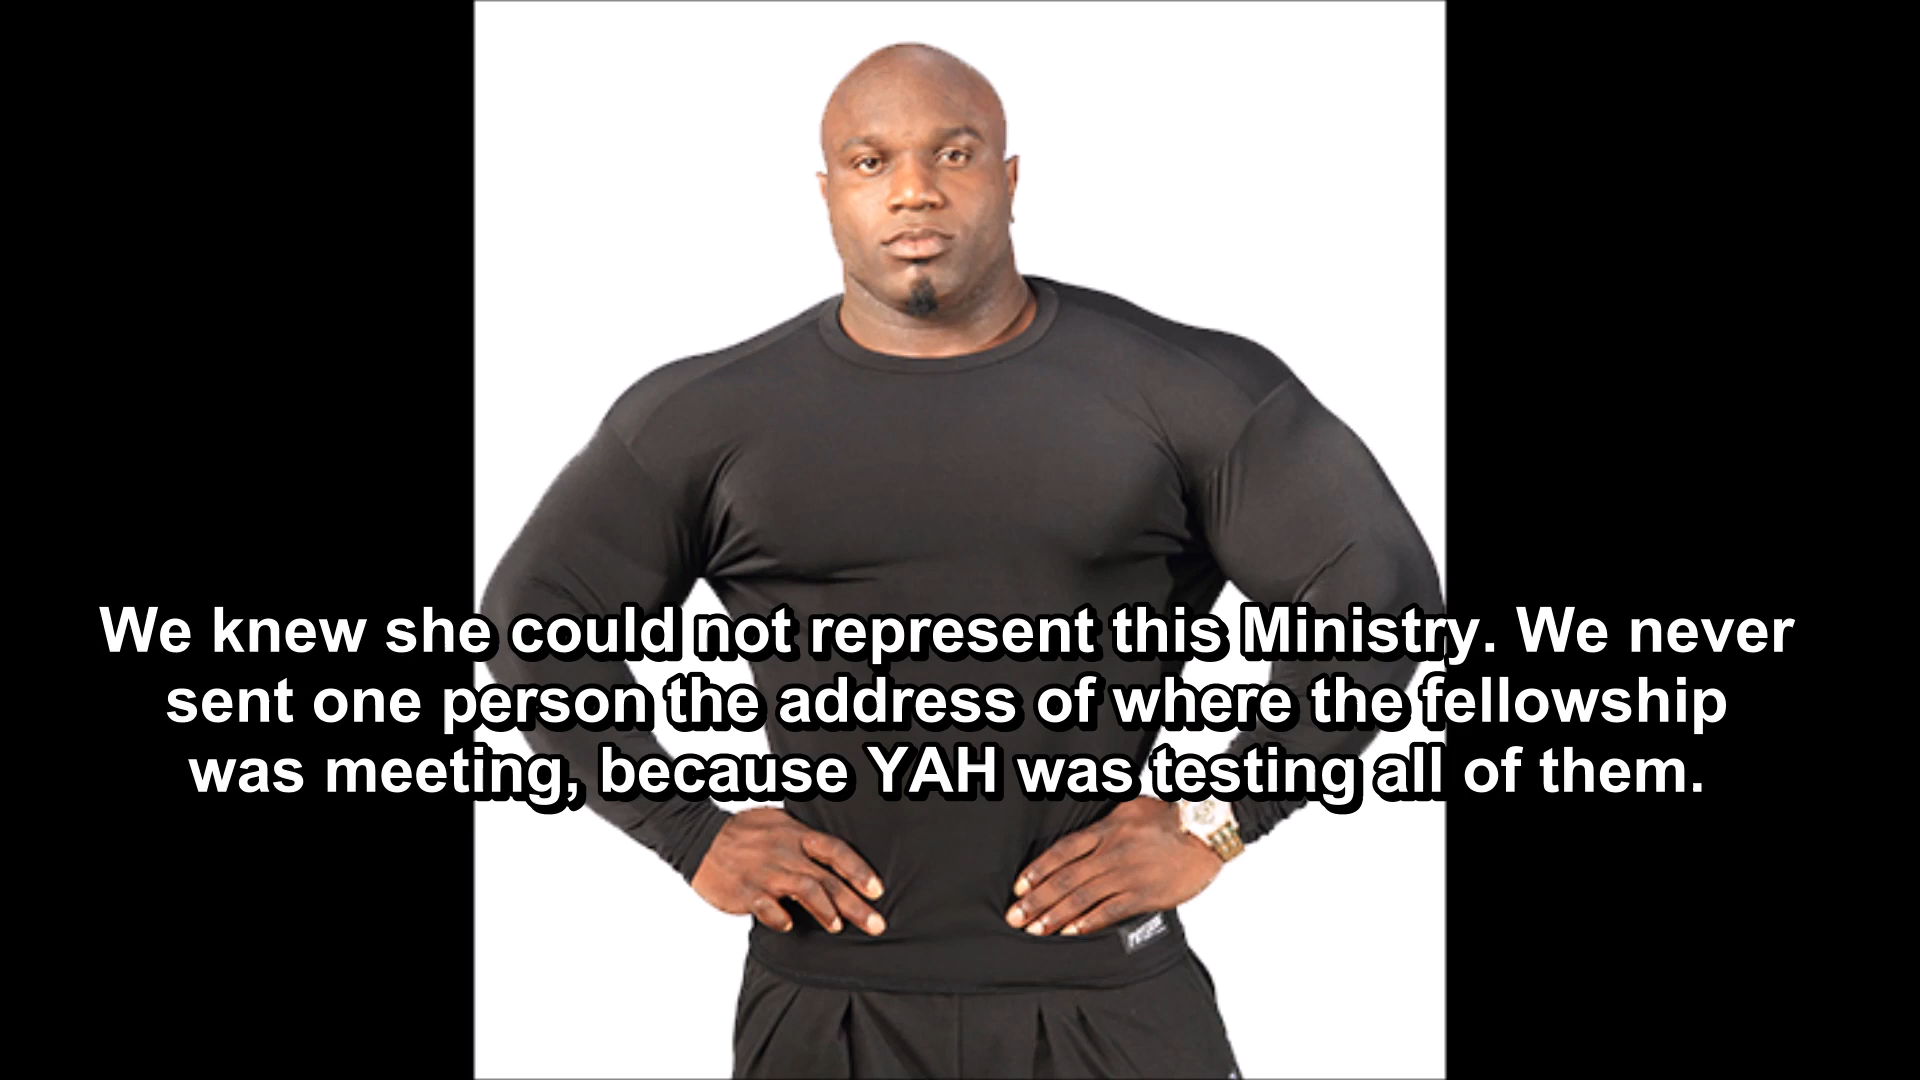 We knew she could not represent this Ministry. We never
sent one person the address of where the fellowship
was meeting, because YAH was testing all of them.